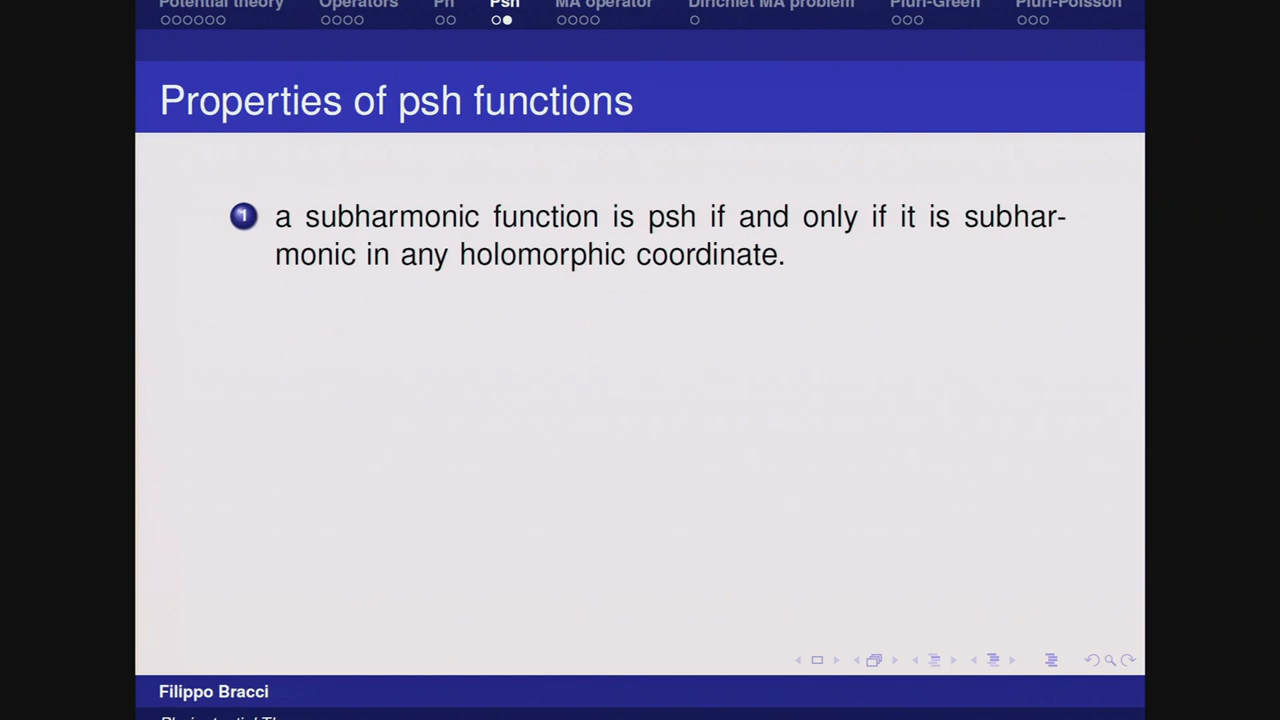 Potential theory Operators Ph Psh MA operator Dirichlet MA problem Pluri-Green Pluri-Poisson
Properties of psh functions
1 a subharmonic function is psh if and only if it is subhar-
monic in any holomorphic coordinate.
Filippo Bracci